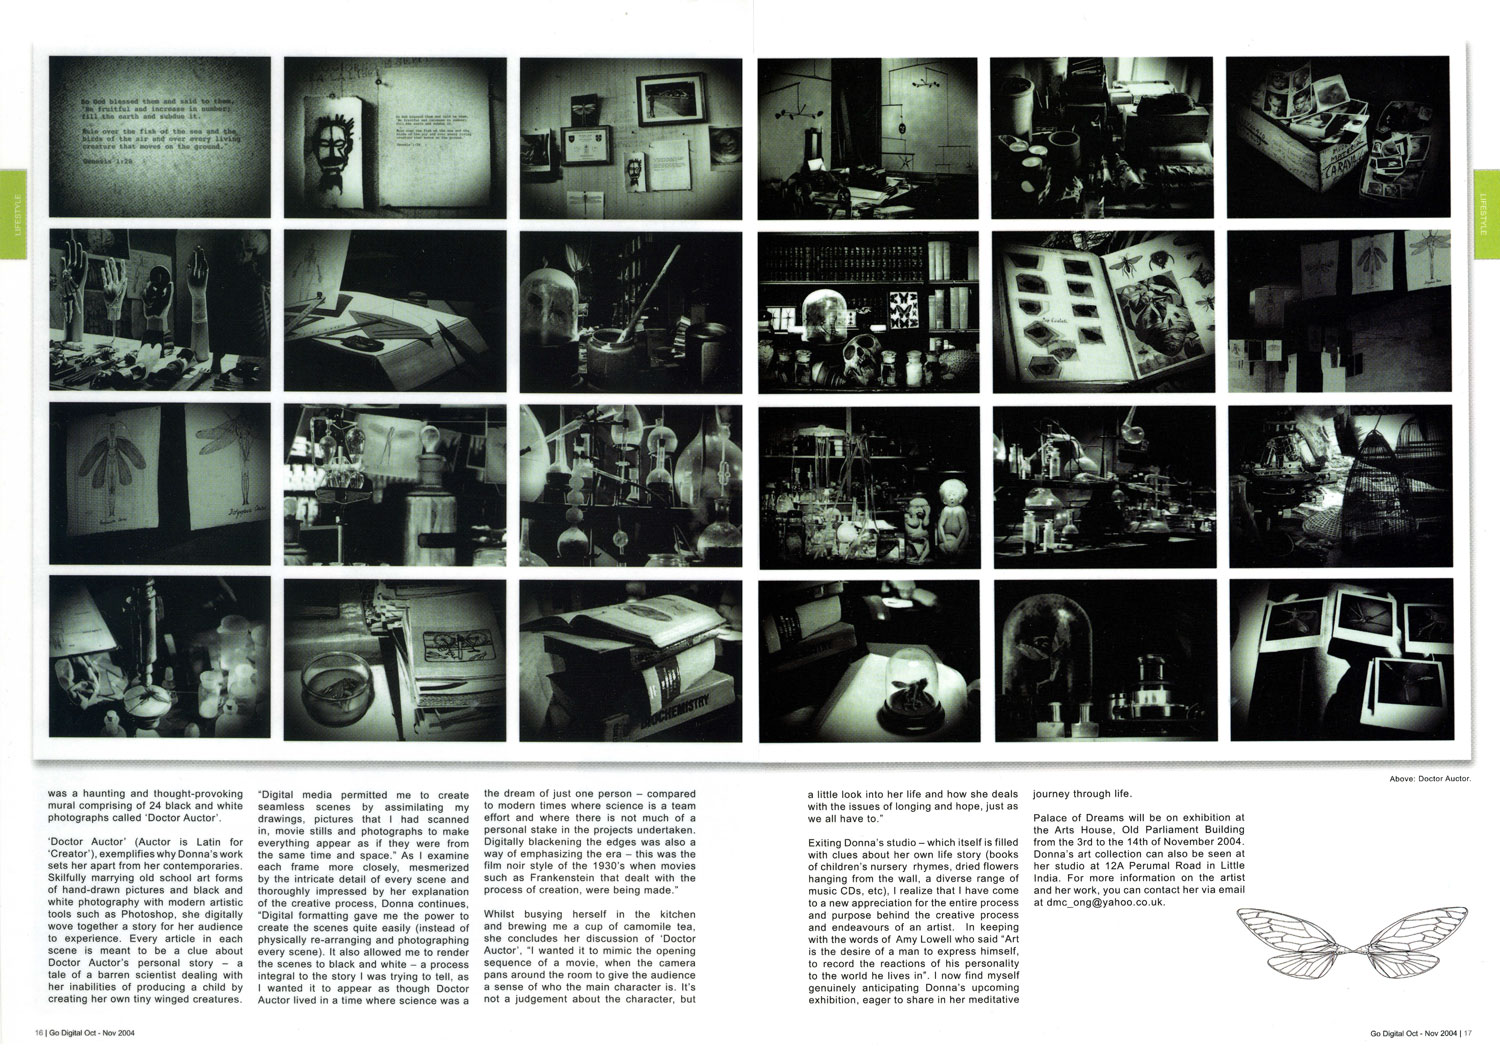 So God blessed them and said to them,
'Be fruitful and increase in number;
fill the earth and subdue it.
Rule over the fish of the sea and the
birds of the air and over every living
creature that moves on the ground.'
Genesis 1:28
LIFESTYLE
LIFESTYLE
BIOCHEMISTRY
Above: Doctor Auctor.
was a haunting and thought-provoking
mural comprising of 24 black and white
photographs called 'Doctor Auctor'.
'Doctor Auctor' (Auctor is Latin for
'Creator'), exemplifies why Donna's work
sets her apart from her contemporaries.
Skilfully marrying old school art forms
of hand-drawn pictures and black and
white photography with modern artistic
tools such as Photoshop, she digitally
wove together a story for her audience
to experience. Every article in each
scene is meant to be a clue about
Doctor Auctor's personal story – a
tale of a barren scientist dealing with
her inabilities of producing a child by
creating her own tiny winged creatures.
"Digital media permitted me to create
seamless scenes by assimilating my
drawings, pictures that I had scanned
in, movie stills and photographs to make
everything appear as if they were from
the same time and space." As I examine
each frame more closely, mesmerized
by the intricate detail of every scene and
thoroughly impressed by her explanation
of the creative process, Donna continues,
"Digital formatting gave me the power to
create the scenes quite easily (instead of
physically re-arranging and photographing
every scene). It also allowed me to render
the scenes to black and white – a process
integral to the story I was trying to tell, as
I wanted it to appear as though Doctor
Auctor lived in a time where science was a
the dream of just one person – compared
to modern times where science is a team
effort and where there is not much of a
personal stake in the projects undertaken.
Digitally blackening the edges was also a
way of emphasizing the era – this was the
film noir style of the 1930's when movies
such as Frankenstein that dealt with the
process of creation, were being made."
Whilst busying herself in the kitchen
and brewing me a cup of camomile tea,
she concludes her discussion of 'Doctor
Auctor', "I wanted it to mimic the opening
sequence of a movie, when the camera
pans around the room to give the audience
a sense of who the main character is. It's
not a judgement about the character, but
a little look into her life and how she deals
with the issues of longing and hope, just as
we all have to."
Exiting Donna's studio – which itself is filled
with clues about her own life story (books
of children's nursery rhymes, dried flowers
hanging from the wall, a diverse range of
music CDs, etc), I realize that I have come
to a new appreciation for the entire process
and purpose behind the creative process
and endeavours of an artist. In keeping
with the words of Amy Lowell who said "Art
is the desire of a man to express himself,
to record the reactions of his personality
to the world he lives in". I now find myself
genuinely anticipating Donna's upcoming
exhibition, eager to share in her meditative
journey through life.
Palace of Dreams will be on exhibition at
the Arts House, Old Parliament Building
from the 3rd to the 14th of November 2004.
Donna's art collection can also be seen at
her studio at 12A Perumal Road in Little
India. For more information on the artist
and her work, you can contact her via email
at dmc_ong@yahoo.co.uk.
16 | Go Digital Oct - Nov 2004
Go Digital Oct - Nov 2004 | 17